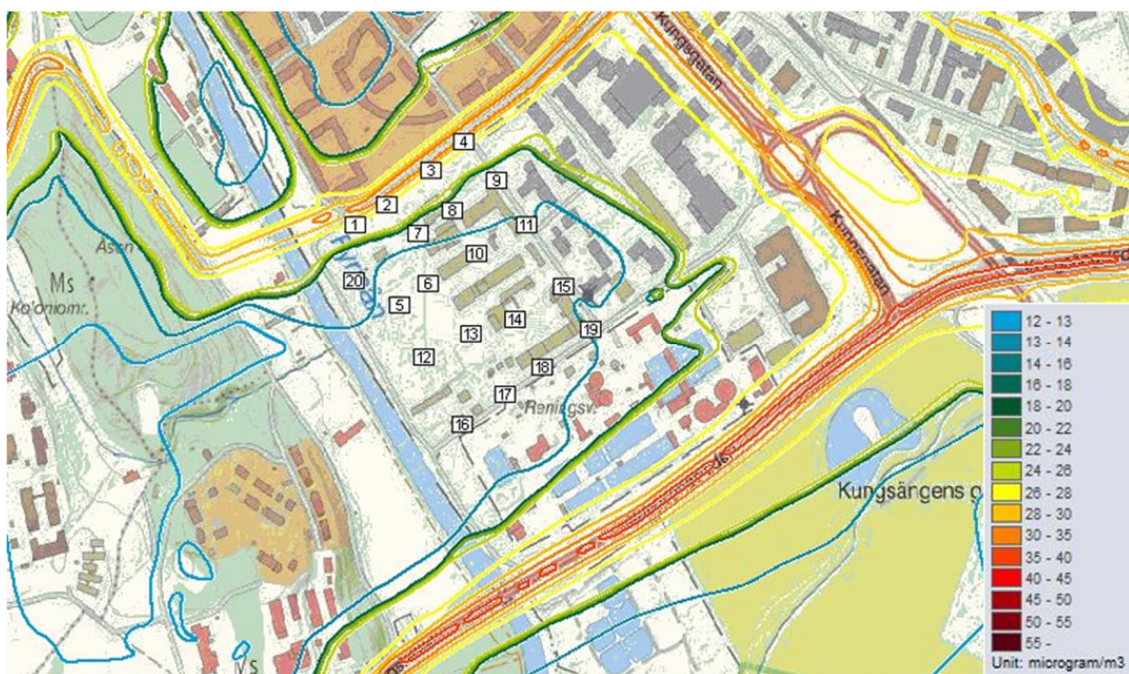 Kungsgatan
4
3
9
2
8
1
11
7
Åsen
10
20
6
15
Ms
5
Koloniomr.
14
13
19
12
18
17
Reningsv.
16
Kungsängens g
Ms
12 - 13
13 - 14
14 - 16
16 - 18
18 - 20
20 - 22
22 - 24
24 - 26
26 - 28
28 - 30
30 - 35
35 - 40
40 - 45
45 - 50
50 - 55
55 -
Unit: microgram/m3